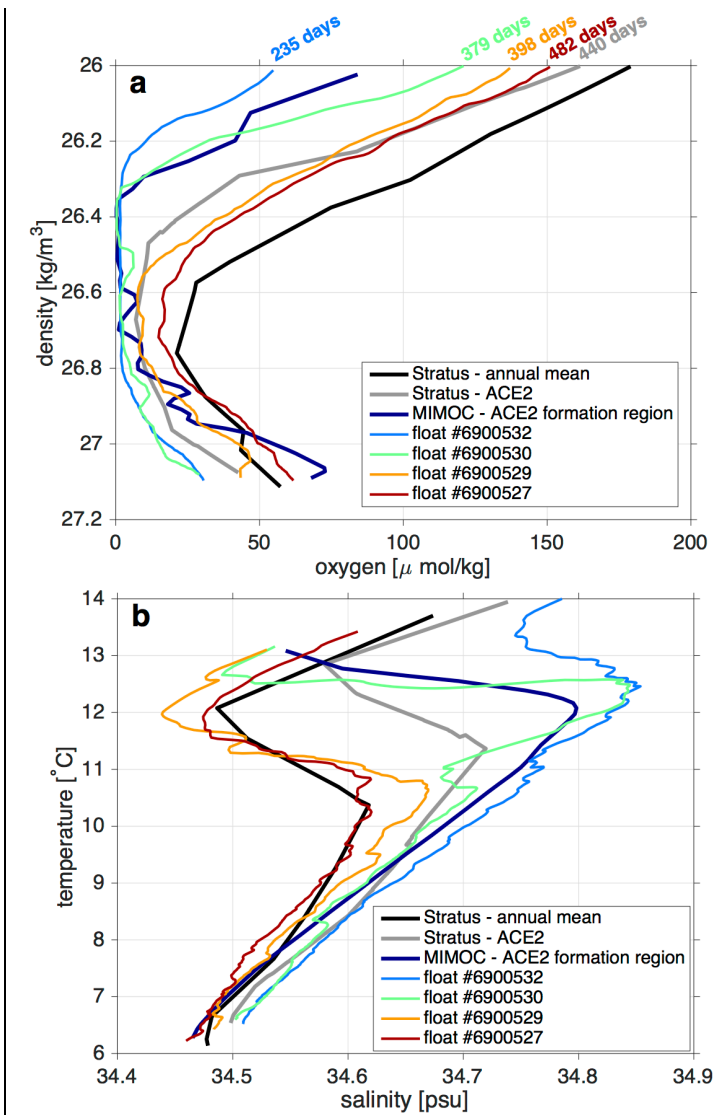 235 days
379 days
398 days
482 days
440 days
a
26
26.2
26.4
26.6
26.8
27
27.2
density [kg/m³]
Stratus - annual mean
Stratus - ACE2
MIMOC - ACE2 formation region
float #6900532
float #6900530
float #6900529
float #6900527
0 50 100 150 200
oxygen [μ mol/kg]
b
14
13
12
11
10
9
8
7
6
temperature [°C]
Stratus - annual mean
Stratus - ACE2
MIMOC - ACE2 formation region
float #6900532
float #6900530
float #6900529
float #6900527
34.4 34.5 34.6 34.7 34.8 34.9
salinity [psu]